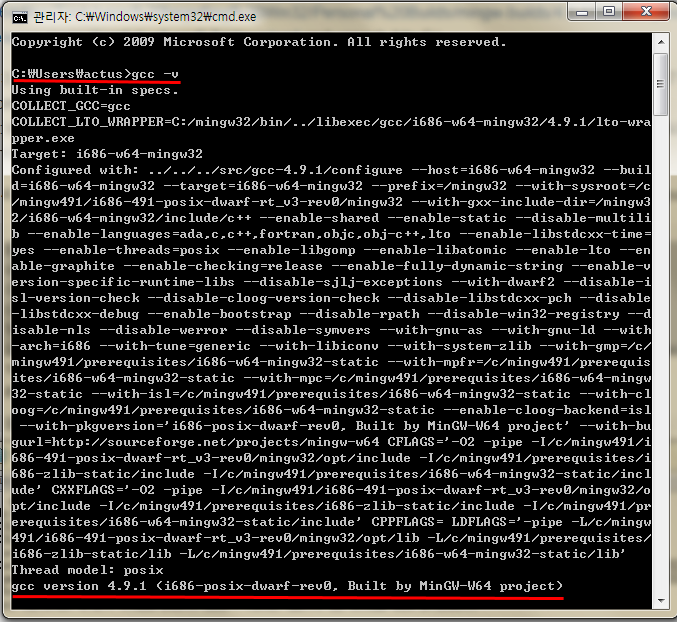 관리자: C:₩Windows₩system32₩cmd.exe
Copyright (c) 2009 Microsoft Corporation. All rights reserved.
C:₩Users₩actus>gcc -v
Using built-in specs.
COLLECT_GCC=gcc
COLLECT_LTO_WRAPPER=C:/mingw32/bin/../libexec/gcc/i686-w64-mingw32/4.9.1/lto-wra
pper.exe
Target: i686-w64-mingw32
Configured with: ../../../src/gcc-4.9.1/configure --host=i686-w64-mingw32 --buil
d=i686-w64-mingw32 --target=i686-w64-mingw32 --prefix=/mingw32 --with-sysroot=/c
/mingw491/i686-491-posix-dwarf-rt_v3-rev0/mingw32 --with-gxx-include-dir=/mingw3
2/i686-w64-mingw32/include/c++ --enable-shared --enable-static --disable-multili
b --enable-languages=ada,c,c++,fortran,objc,obj-c++,lto --enable-libstdcxx-time=
yes --enable-threads=posix --enable-libgomp --enable-libatomic --enable-lto --en
able-graphite --enable-checking=release --enable-fully-dynamic-string --enable-v
ersion-specific-runtime-libs --disable-sjlj-exceptions --with-dwarf2 --disable-i
sl-version-check --disable-cloog-version-check --disable-libstdcxx-pch --disable
-libstdcxx-debug --enable-bootstrap --disable-rpath --disable-win32-registry --d
isable-nls --disable-werror --disable-symvers --with-gnu-as --with-gnu-ld --with
-arch=i686 --with-tune=generic --with-libiconv --with-system-zlib --with-gmp=/c/
mingw491/prerequisites/i686-w64-mingw32-static --with-mpfr=/c/mingw491/prerequis
ites/i686-w64-mingw32-static --with-mpc=/c/mingw491/prerequisites/i686-w64-mingw
32-static --with-isl=/c/mingw491/prerequisites/i686-w64-mingw32-static --with-cl
oog=/c/mingw491/prerequisites/i686-w64-mingw32-static --enable-cloog-backend=isl
 --with-pkgversion='i686-posix-dwarf-rev0, Built by MinGW-W64 project' --with-bu
gurl=http://sourceforge.net/projects/mingw-w64 CFLAGS='-O2 -pipe -I/c/mingw491/i
686-491-posix-dwarf-rt_v3-rev0/mingw32/opt/include -I/c/mingw491/prerequisites/i
686-zlib-static/include -I/c/mingw491/prerequisites/i686-w64-mingw32-static/incl
ude' CXXFLAGS='-O2 -pipe -I/c/mingw491/i686-491-posix-dwarf-rt_v3-rev0/mingw32/o
pt/include -I/c/mingw491/prerequisites/i686-zlib-static/include -I/c/mingw491/pr
erequisites/i686-w64-mingw32-static/include' CPPFLAGS= LDFLAGS='-pipe -L/c/mingw
491/i686-491-posix-dwarf-rt_v3-rev0/mingw32/opt/lib -L/c/mingw491/prerequisites/
i686-zlib-static/lib -L/c/mingw491/prerequisites/i686-w64-mingw32-static/lib'
Thread model: posix
gcc version 4.9.1 (i686-posix-dwarf-rev0, Built by MinGW-W64 project)